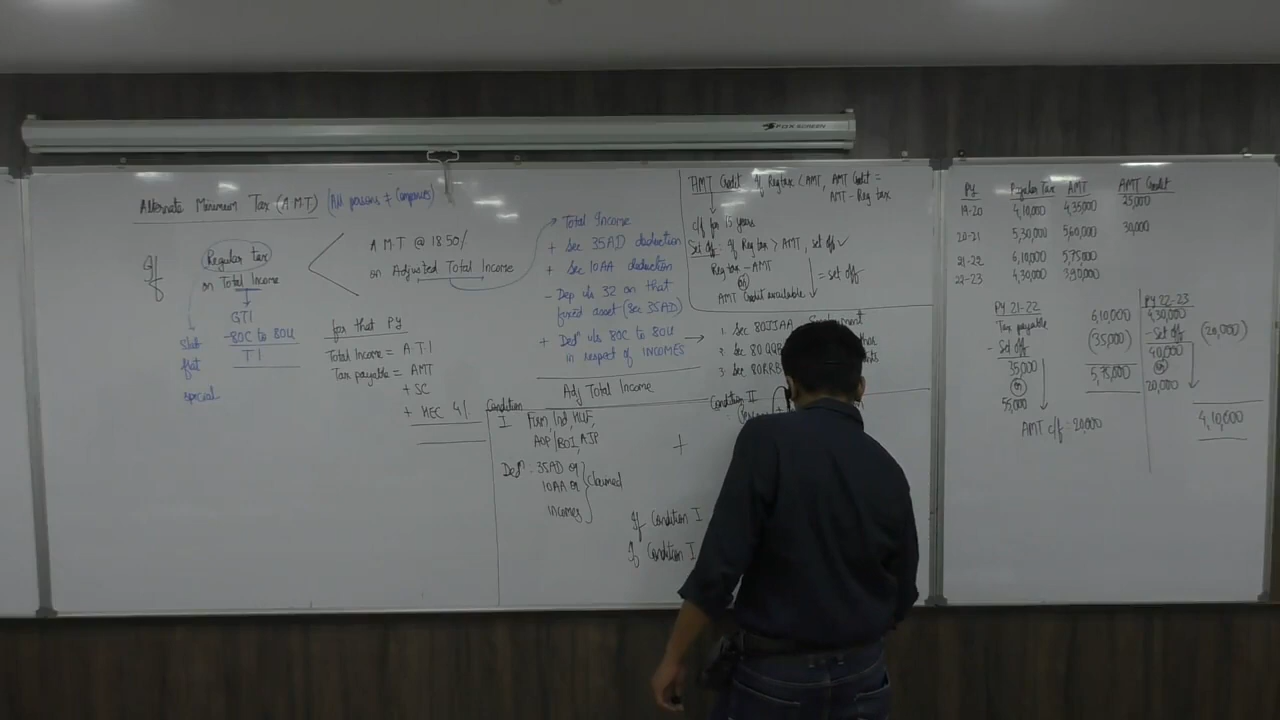 FOX SCREEN
Alternate Minimum Tax (AMT) (All persons ≠ Companies)
If
Regular tax
on Total Income
GTI
-80C to 80U
TI
Slab
flat
special
AMT @ 18.50%
on Adjusted Total Income
for that PY
Total Income = A.T.I
Tax payable = AMT
+ SC
+ HEC 4%
Total Income
+ Sec 35AD deduction
+ Sec 10AA deduction
- Dep u/s 32 on that
fixed asset (Sec 35AD)
+ Dedn u/s 80C to 80U
in respect of INCOMES
Adj Total Income
1. Sec 80JJAA
2. Sec 80QQB
3. Sec 80RRB
AMT Credit If Reg tax < AMT, AMT Credit =
AMT - Reg tax
c/f for 15 years
Set off: If Reg tax > AMT, set off ✓
Reg tax - AMT
(or)
AMT Credit available
= set off
Condition
I Firm, Ind, HUF,
AOP/BOI, AJP
Dedn: 35AD or
10AA or
incomes
Claimed
+
Condition II
If Condition I
If Condition I
PY Regular Tax AMT AMT Credit
19-20 4,10,000 4,35,000 25,000
20-21 5,30,000 5,60,000 30,000
21-22 6,10,000 5,75,000
22-23 4,30,000 3,90,000
PY 21-22
Tax payable 6,10,000
- Set off (35,000)
35,000
(or)
55,000
5,75,000
AMT c/f = 20,000
PY 22-23
4,30,000
- Set off (20,000)
40,000
(or)
20,000
4,10,000